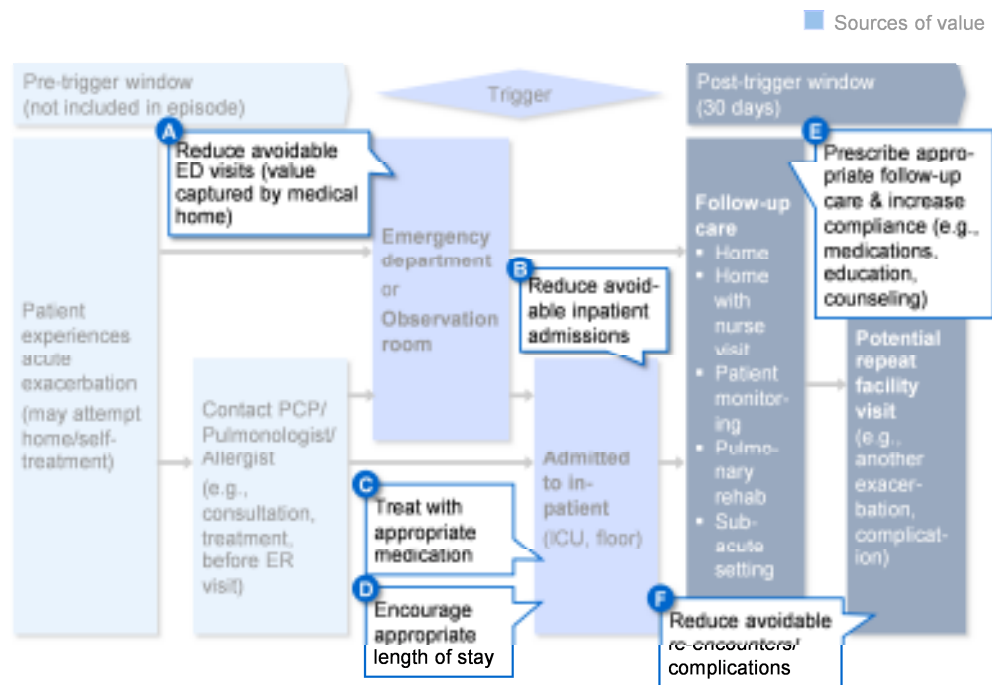 Sources of value
Pre-trigger window
(not included in episode)
Trigger
Post-trigger window
(30 days)
A
Reduce avoidable
ED visits (value
captured by medical
home)
E
Prescribe appro-
priate follow-up
care & increase
compliance (e.g.,
medications,
education,
counseling)
Patient
experiences
acute
exacerbation
(may attempt
home/self-
treatment)
Contact PCP/
Pulmonologist/
Allergist
(e.g.,
consultation,
treatment,
before ER
visit)
Emergency
department
or
Observation
room
B
Reduce avoid-
able inpatient
admissions
C
Treat with
appropriate
medication
D
Encourage
appropriate
length of stay
Admitted
to in-
patient
(ICU, floor)
Follow-up
care
▪ Home
▪ Home
with
nurse
visit
▪ Patient
monitor-
ing
▪ Pulmo-
nary
rehab
▪ Sub-
acute
setting
Potential
repeat
facility
visit
(e.g.,
another
exacer-
bation,
complicat-
ion)
F
Reduce avoidable
re-encounters/
complications